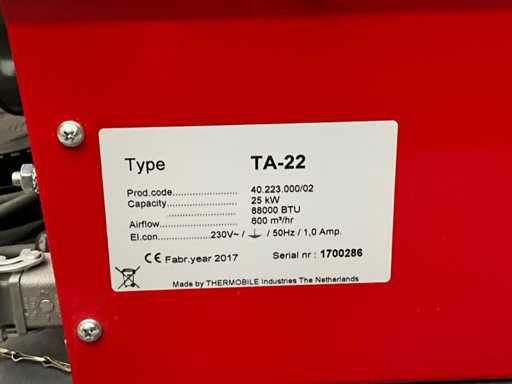 Type TA-22
Prod.code...................... 40.223.000/02
Capacity....................... 25 kW
....................... 88000 BTU
Airflow......................... 600 m³/hr
El.con...................230V~ / ⏚ / 50Hz / 1,0 Amp.
CE Fabr.year 2017 Serial nr : 1700286
Made by THERMOBILE Industries The Netherlands